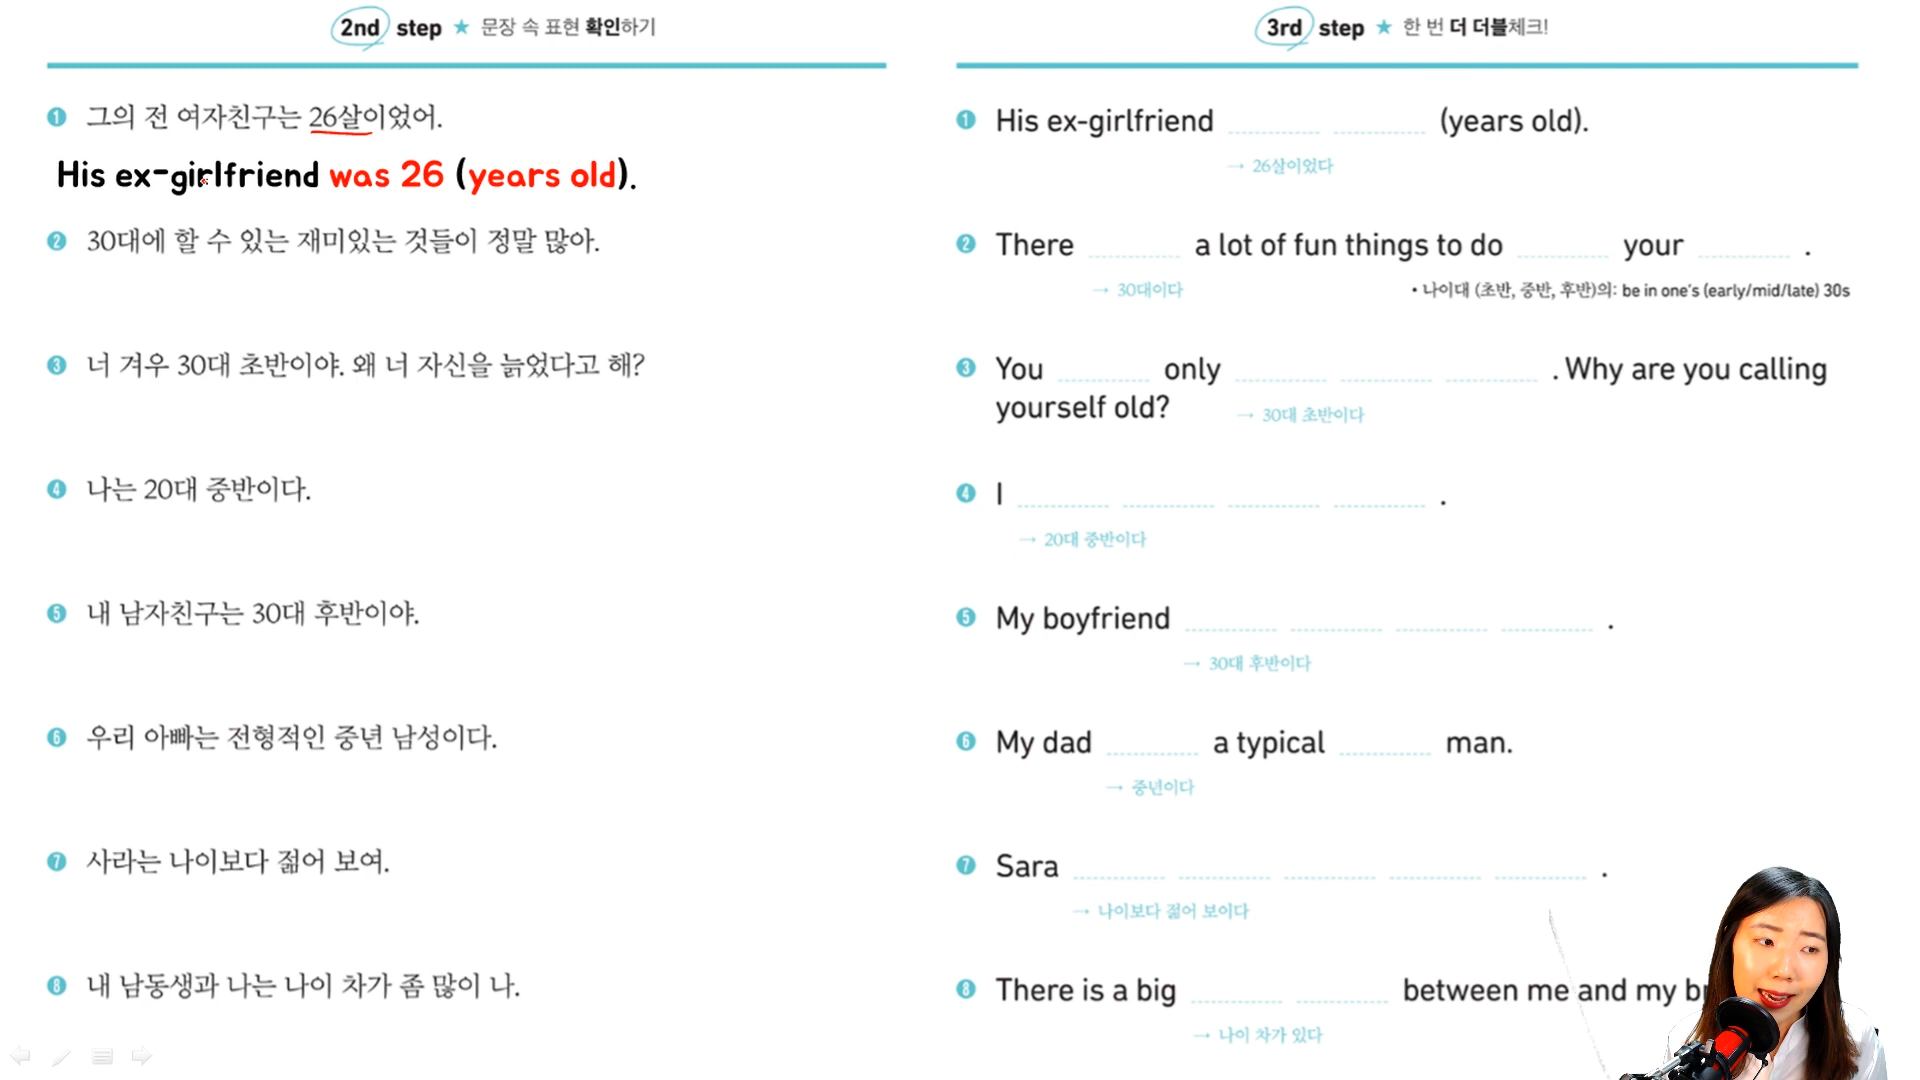 2nd step ★ 문장 속 표현 확인하기
1 그의 전 여자친구는 26살이었어.
His ex-girlfriend was 26 (years old).
2 30대에 할 수 있는 재미있는 것들이 정말 많아.
3 너 겨우 30대 초반이야. 왜 너 자신을 늙었다고 해?
4 나는 20대 중반이다.
5 내 남자친구는 30대 후반이야.
6 우리 아빠는 전형적인 중년 남성이다.
7 사라는 나이보다 젊어 보여.
8 내 남동생과 나는 나이 차가 좀 많이 나.
3rd step ★ 한 번 더 더블체크!
1 His ex-girlfriend (years old).
→ 26살이었다
2 There a lot of fun things to do your .
→ 30대이다
• 나이대 (초반, 중반, 후반)의: be in one's (early/mid/late) 30s
3 You only . Why are you calling
yourself old?
→ 30대 초반이다
4 I .
→ 20대 중반이다
5 My boyfriend .
→ 30대 후반이다
6 My dad a typical man.
→ 중년이다
7 Sara .
→ 나이보다 젊어 보이다
8 There is a big between me and my
→ 나이 차가 있다